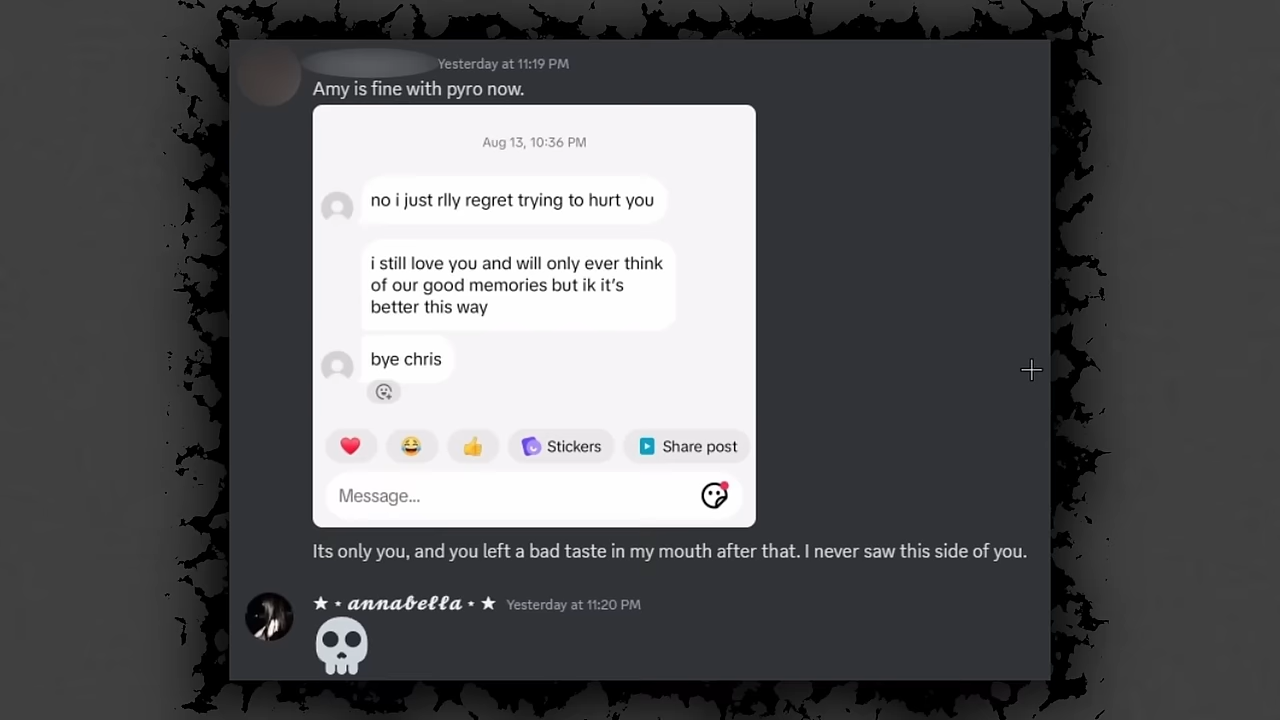 Yesterday at 11:19 PM
Amy is fine with pyro now.
Aug 13, 10:36 PM
no i just rlly regret trying to hurt you
i still love you and will only ever think
of our good memories but ik it's
better this way
bye chris
Stickers
Share post
Message...
Its only you, and you left a bad taste in my mouth after that. I never saw this side of you.
★ ⋆ 𝓪𝓷𝓷𝓪𝓫𝓮𝓵𝓵𝓪 ⋆ ★ Yesterday at 11:20 PM